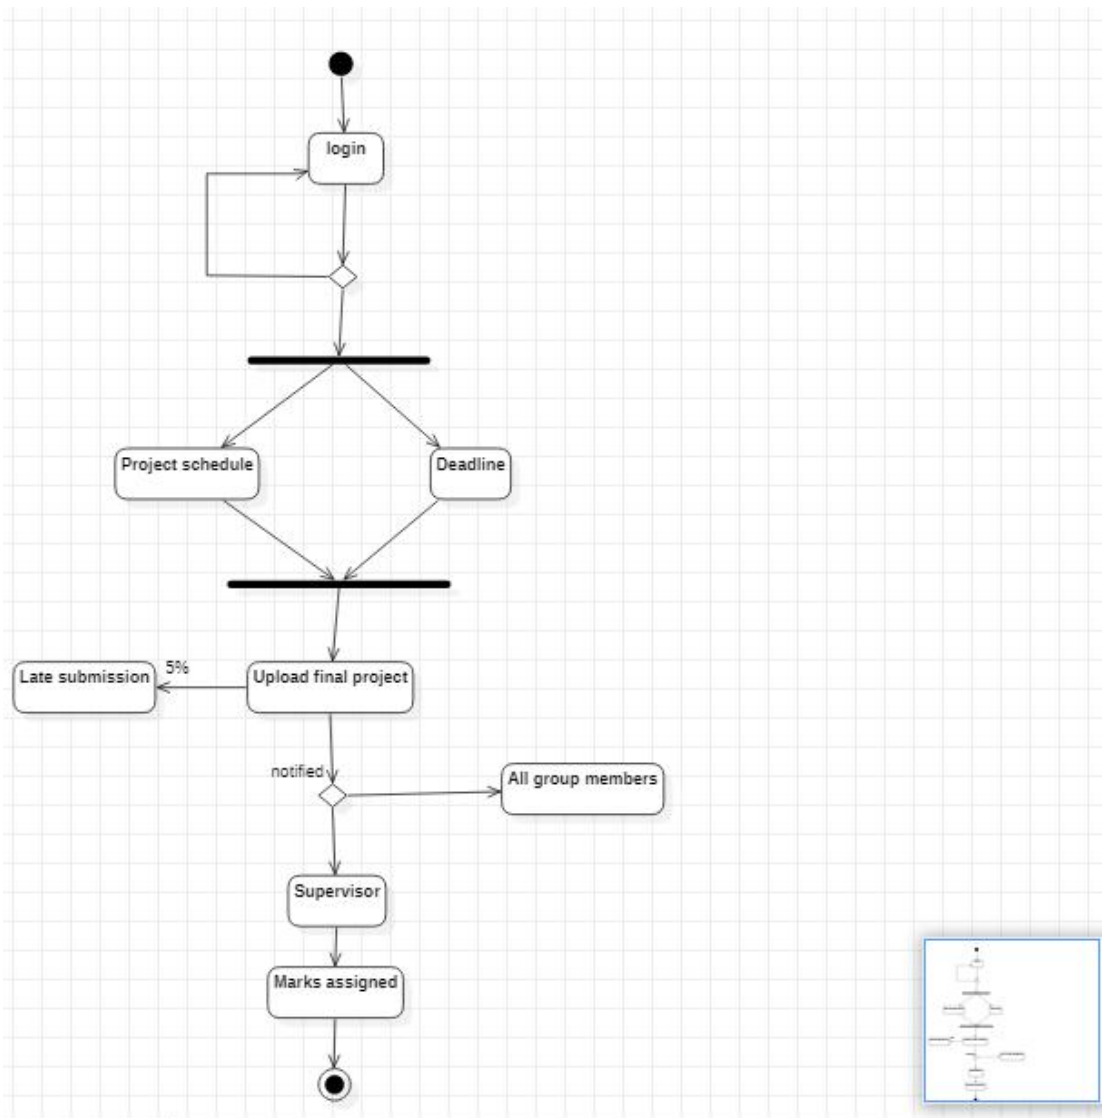 login
Project schedule
Deadline
Late submission
5%
Upload final project
notified
All group members
Supervisor
Marks assigned